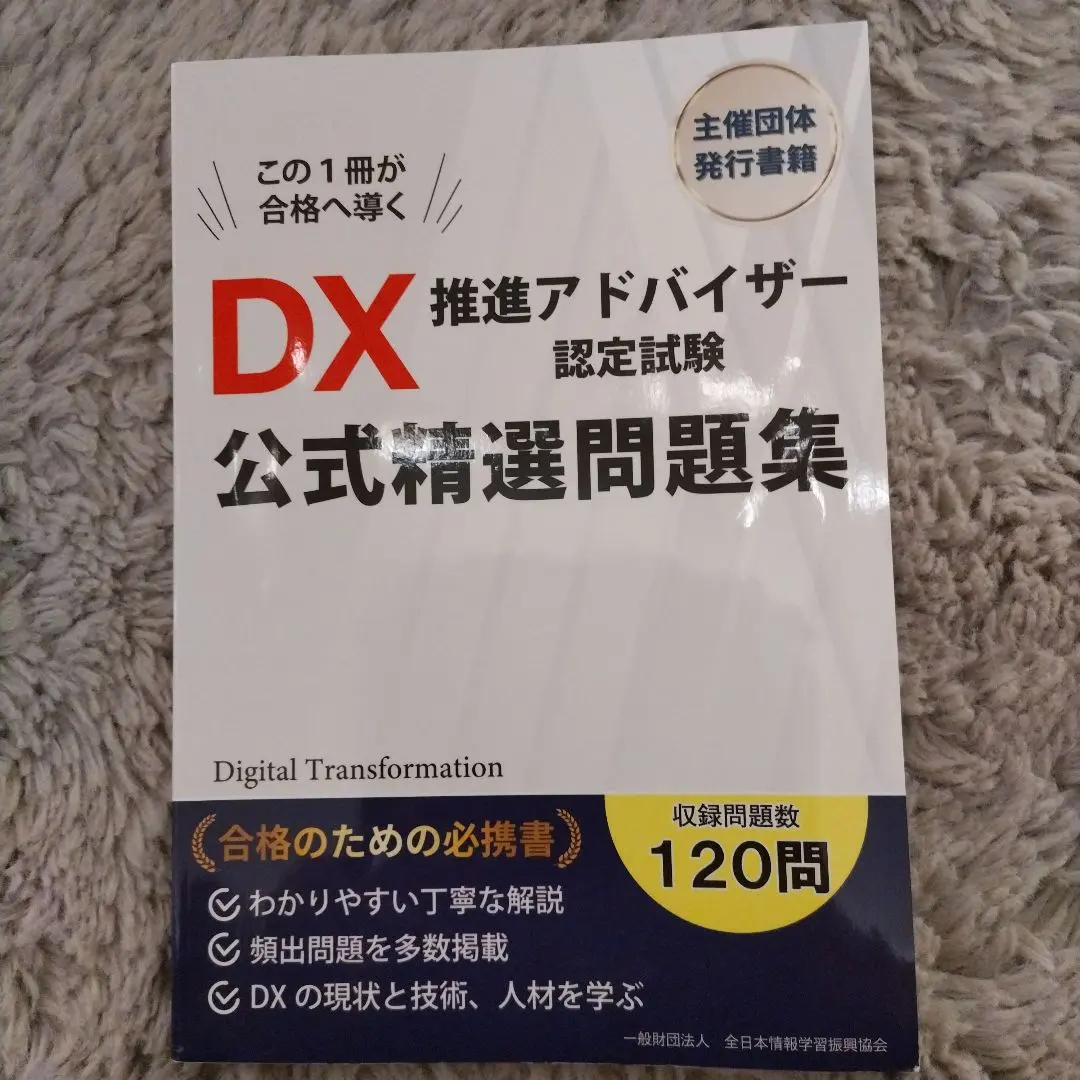 主催団体
発行書籍
この1冊が
合格へ導く
DX 推進アドバイザー
認定試験
公式精選問題集
Digital Transformation
合格のための必携書
わかりやすい丁寧な解説
頻出問題を多数掲載
DXの現状と技術、人材を学ぶ
収録問題数
120問
一般財団法人 全日本情報学習振興協会